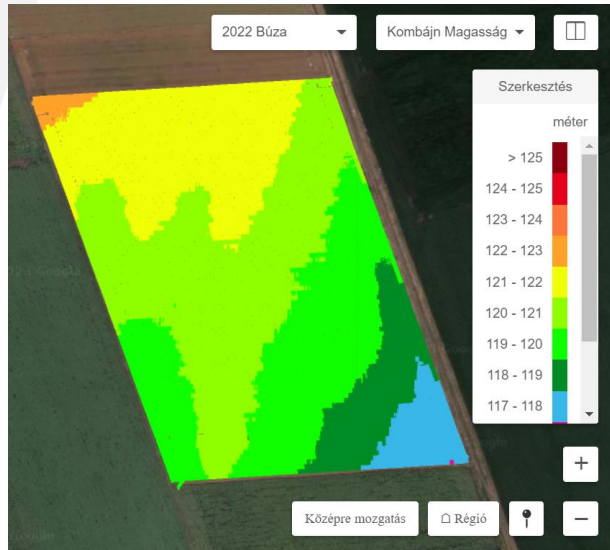 2022 Búza
Kombájn Magasság
Szerkesztés
méter
> 125
124 - 125
123 - 124
122 - 123
121 - 122
120 - 121
119 - 120
118 - 119
117 - 118
Középre mozgatás
Régió
+
−